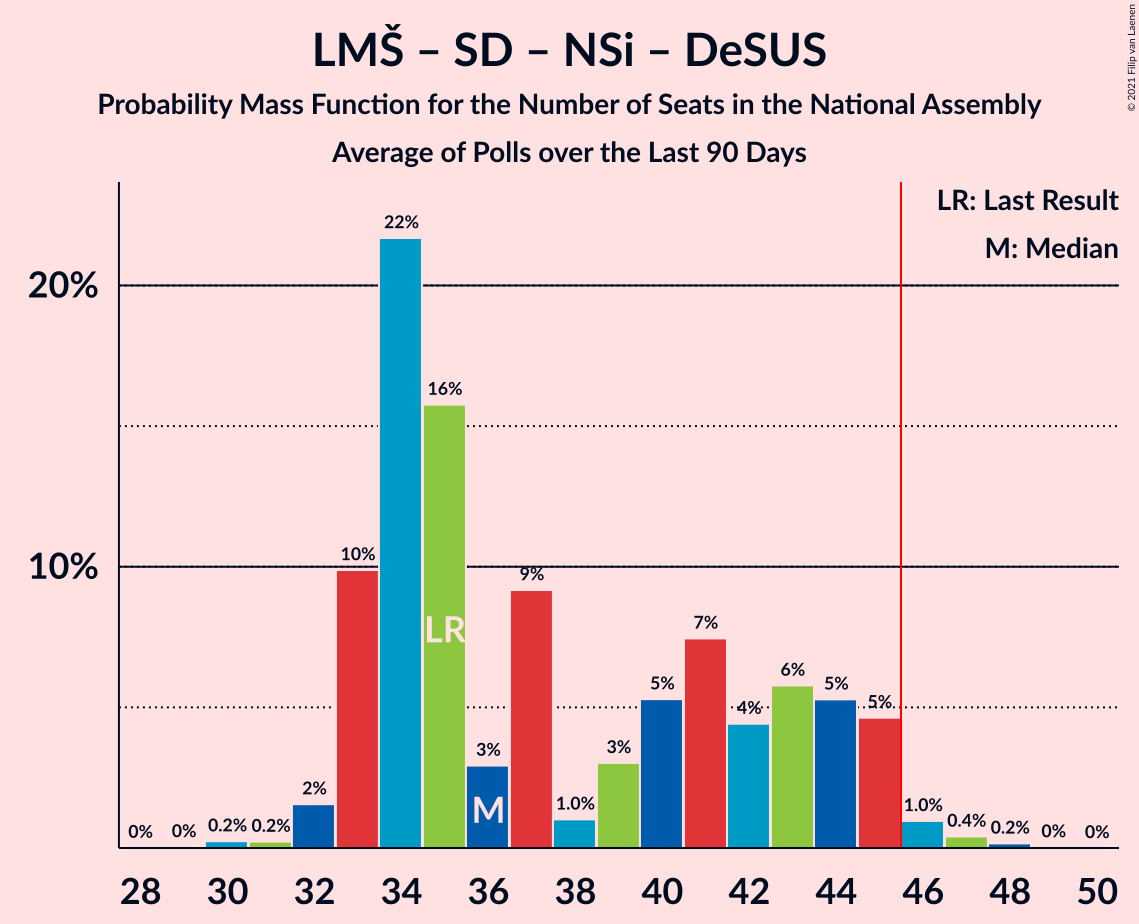 LMŠ – SD – NSi – DeSUS
Probability Mass Function for the Number of Seats in the National Assembly
Average of Polls over the Last 90 Days
© 2021 Filip van Laenen
LR: Last Result
M: Median
20%
10%
0%
0%
0.2%
0.2%
2%
10%
22%
16%
3%
9%
1.0%
3%
5%
7%
4%
6%
5%
5%
1.0%
0.4%
0.2%
0%
0%
LR
M
28 30 32 34 36 38 40 42 44 46 48 50